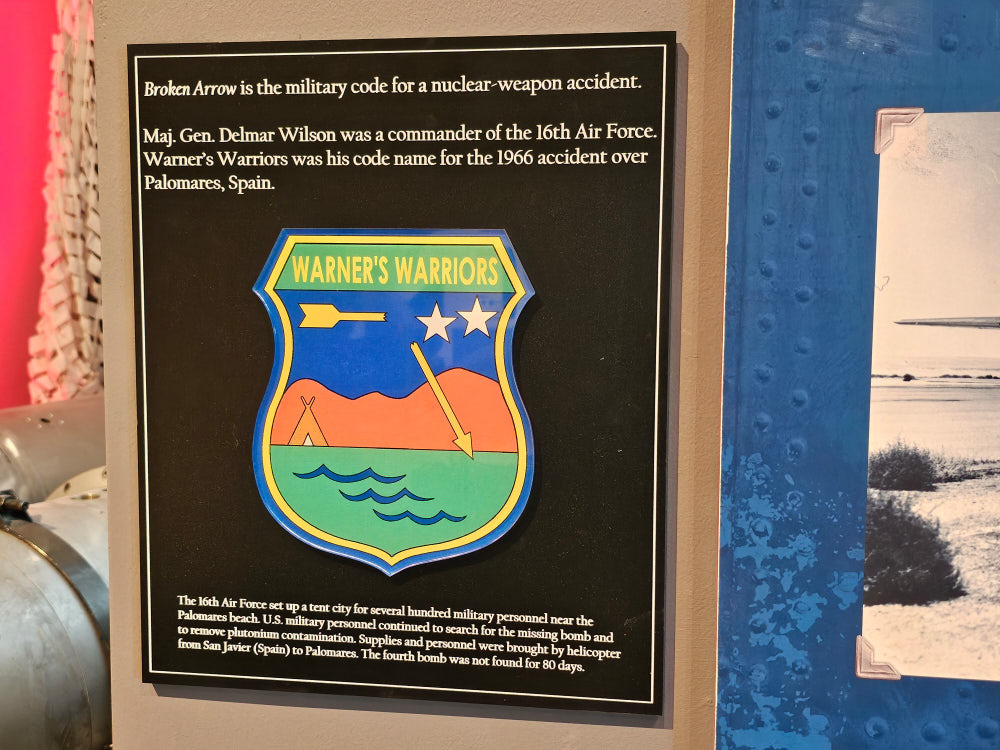 Broken Arrow is the military code for a nuclear-weapon accident.
Maj. Gen. Delmar Wilson was a commander of the 16th Air Force.
Warner's Warriors was his code name for the 1966 accident over
Palomares, Spain.
WARNER'S WARRIORS
The 16th Air Force set up a tent city for several hundred military personnel near the
Palomares beach. U.S. military personnel continued to search for the missing bomb and
to remove plutonium contamination. Supplies and personnel were brought by helicopter
from San Javier (Spain) to Palomares. The fourth bomb was not found for 80 days.